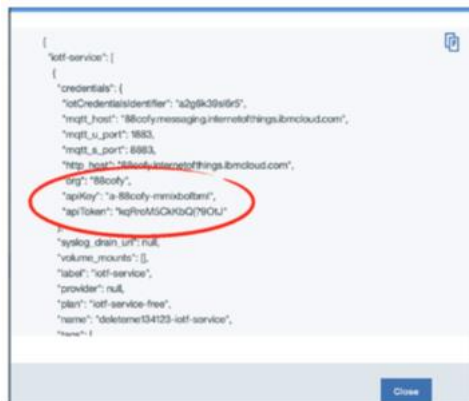 {
"iotf-service": [
{
"credentials": {
"iotCredentialsIdentifier": "a2g6k39sl6r5",
"mqtt_host": "88cofy.messaging.internetofthings.ibmcloud.com",
"mqtt_u_port": 1883,
"mqtt_s_port": 8883,
"http_host": "88cofy.internetofthings.ibmcloud.com",
"org": "88cofy",
"apiKey":
"apiToken":
},
"syslog_drain_url": null,
"volume_mounts": [],
"label": "iotf-service",
"provider": null,
"plan": "iotf-service-free",
"name": "deleteme134123-iotf-service",
"tags": [
Close